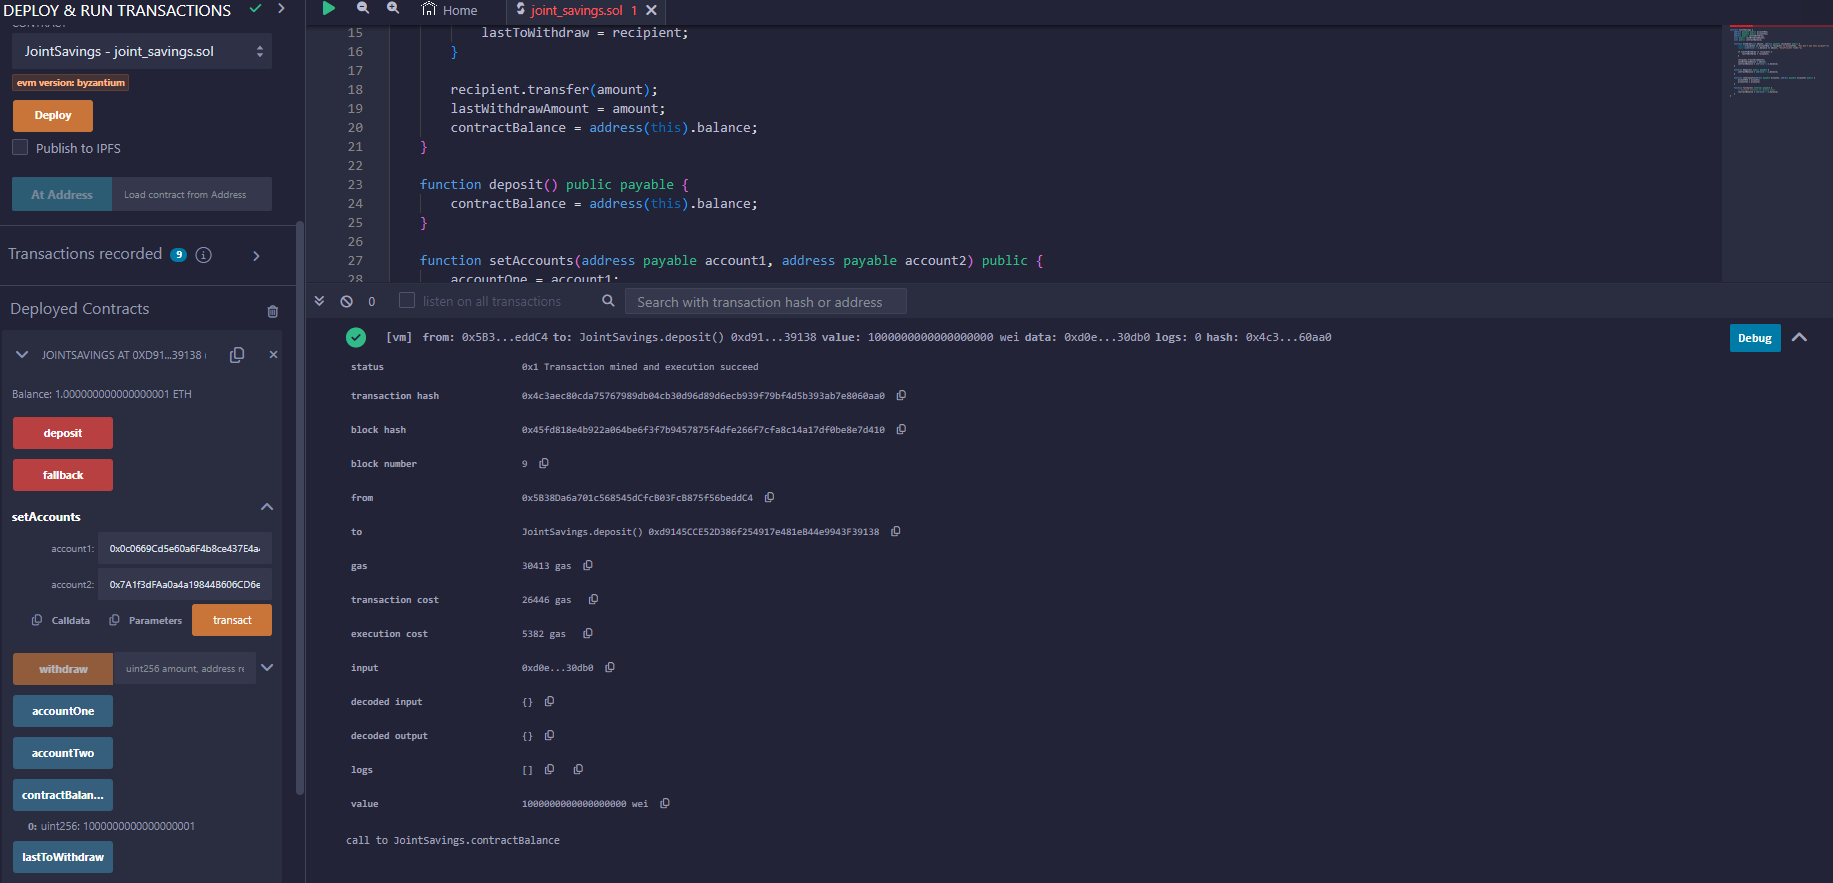 DEPLOY & RUN TRANSACTIONS
JointSavings - joint_savings.sol
evm version: byzantium
Deploy
Publish to IPFS
At Address
Load contract from Address
Transactions recorded 9
Deployed Contracts
JOINTSAVINGS AT 0XD91...39138
Balance: 1.000000000000000001 ETH
deposit
fallback
setAccounts
account1: 0x0c0669Cd5e60a6F4b8ce437E4a
account2: 0x7A1f3dFAa0a4a19844B606CD6e
Calldata
Parameters
transact
withdraw
uint256 amount, address re
accountOne
accountTwo
contractBalan...
0: uint256: 1000000000000000001
lastToWithdraw
Home
joint_savings.sol 1
15 lastToWithdraw = recipient;
16 }
17
18 recipient.transfer(amount);
19 lastWithdrawAmount = amount;
20 contractBalance = address(this).balance;
21 }
22
23 function deposit() public payable {
24 contractBalance = address(this).balance;
25 }
26
27 function setAccounts(address payable account1, address payable account2) public {
28 accountOne = account1;
0
listen on all transactions
Search with transaction hash or address
[vm] from: 0x5B3...eddC4 to: JointSavings.deposit() 0xd91...39138 value: 1000000000000000000 wei data: 0xd0e...30db0 logs: 0 hash: 0x4c3...60aa0
Debug
status 0x1 Transaction mined and execution succeed
transaction hash 0x4c3aec80cda75767989db04cb30d96d89d6ecb939f79bf4d5b393ab7e8060aa0
block hash 0x45fd818e4b922a064be6f3f7b9457875f4dfe266f7cfa8c14a17df0be8e7d410
block number 9
from 0x5B38Da6a701c568545dCfcB03FcB875f56beddC4
to JointSavings.deposit() 0xd9145CCE52D386f254917e481eB44e9943F39138
gas 30413 gas
transaction cost 26446 gas
execution cost 5382 gas
input 0xd0e...30db0
decoded input {}
decoded output {}
logs []
value 1000000000000000000 wei
call to JointSavings.contractBalance